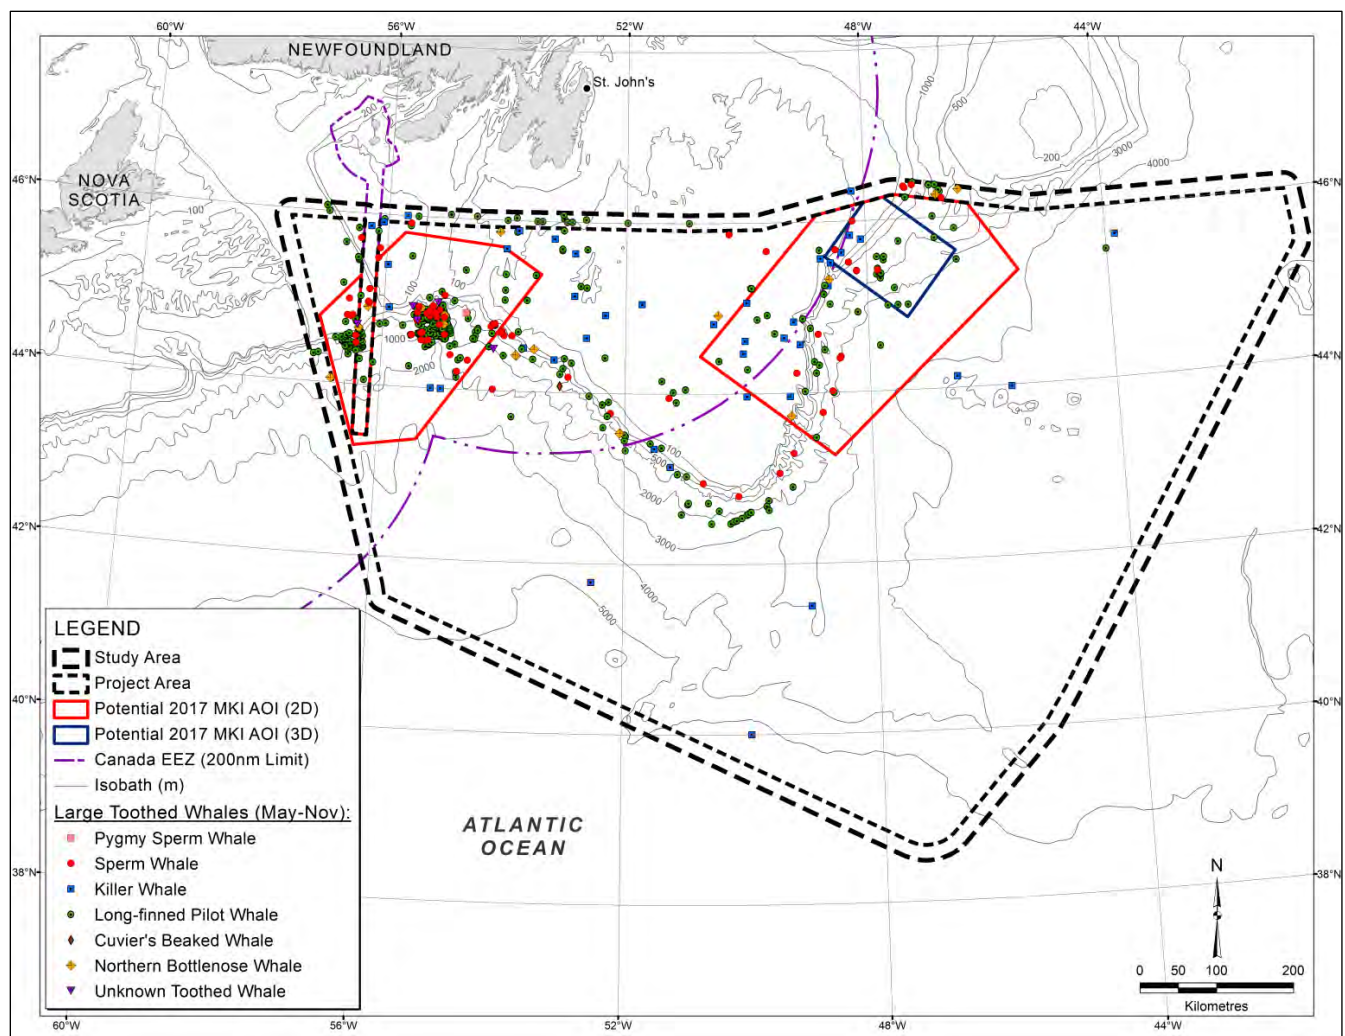 60°W 56°W 52°W 48°W 44°W
NEWFOUNDLAND
St. John's
200
1000
500
200
3000
4000
46°N
46°N
NOVA
SCOTIA
100
100
100
1000
2000
44°N
44°N
100
500
2000
42°N
42°N
3000
4000
5000
40°N
40°N
38°N
38°N
LEGEND
Study Area
Project Area
Potential 2017 MKI AOI (2D)
Potential 2017 MKI AOI (3D)
Canada EEZ (200nm Limit)
Isobath (m)
Large Toothed Whales (May-Nov):
Pygmy Sperm Whale
Sperm Whale
Killer Whale
Long-finned Pilot Whale
Cuvier's Beaked Whale
Northern Bottlenose Whale
Unknown Toothed Whale
ATLANTIC
OCEAN
N
0 50 100 200
Kilometres
60°W 56°W 52°W 48°W 44°W